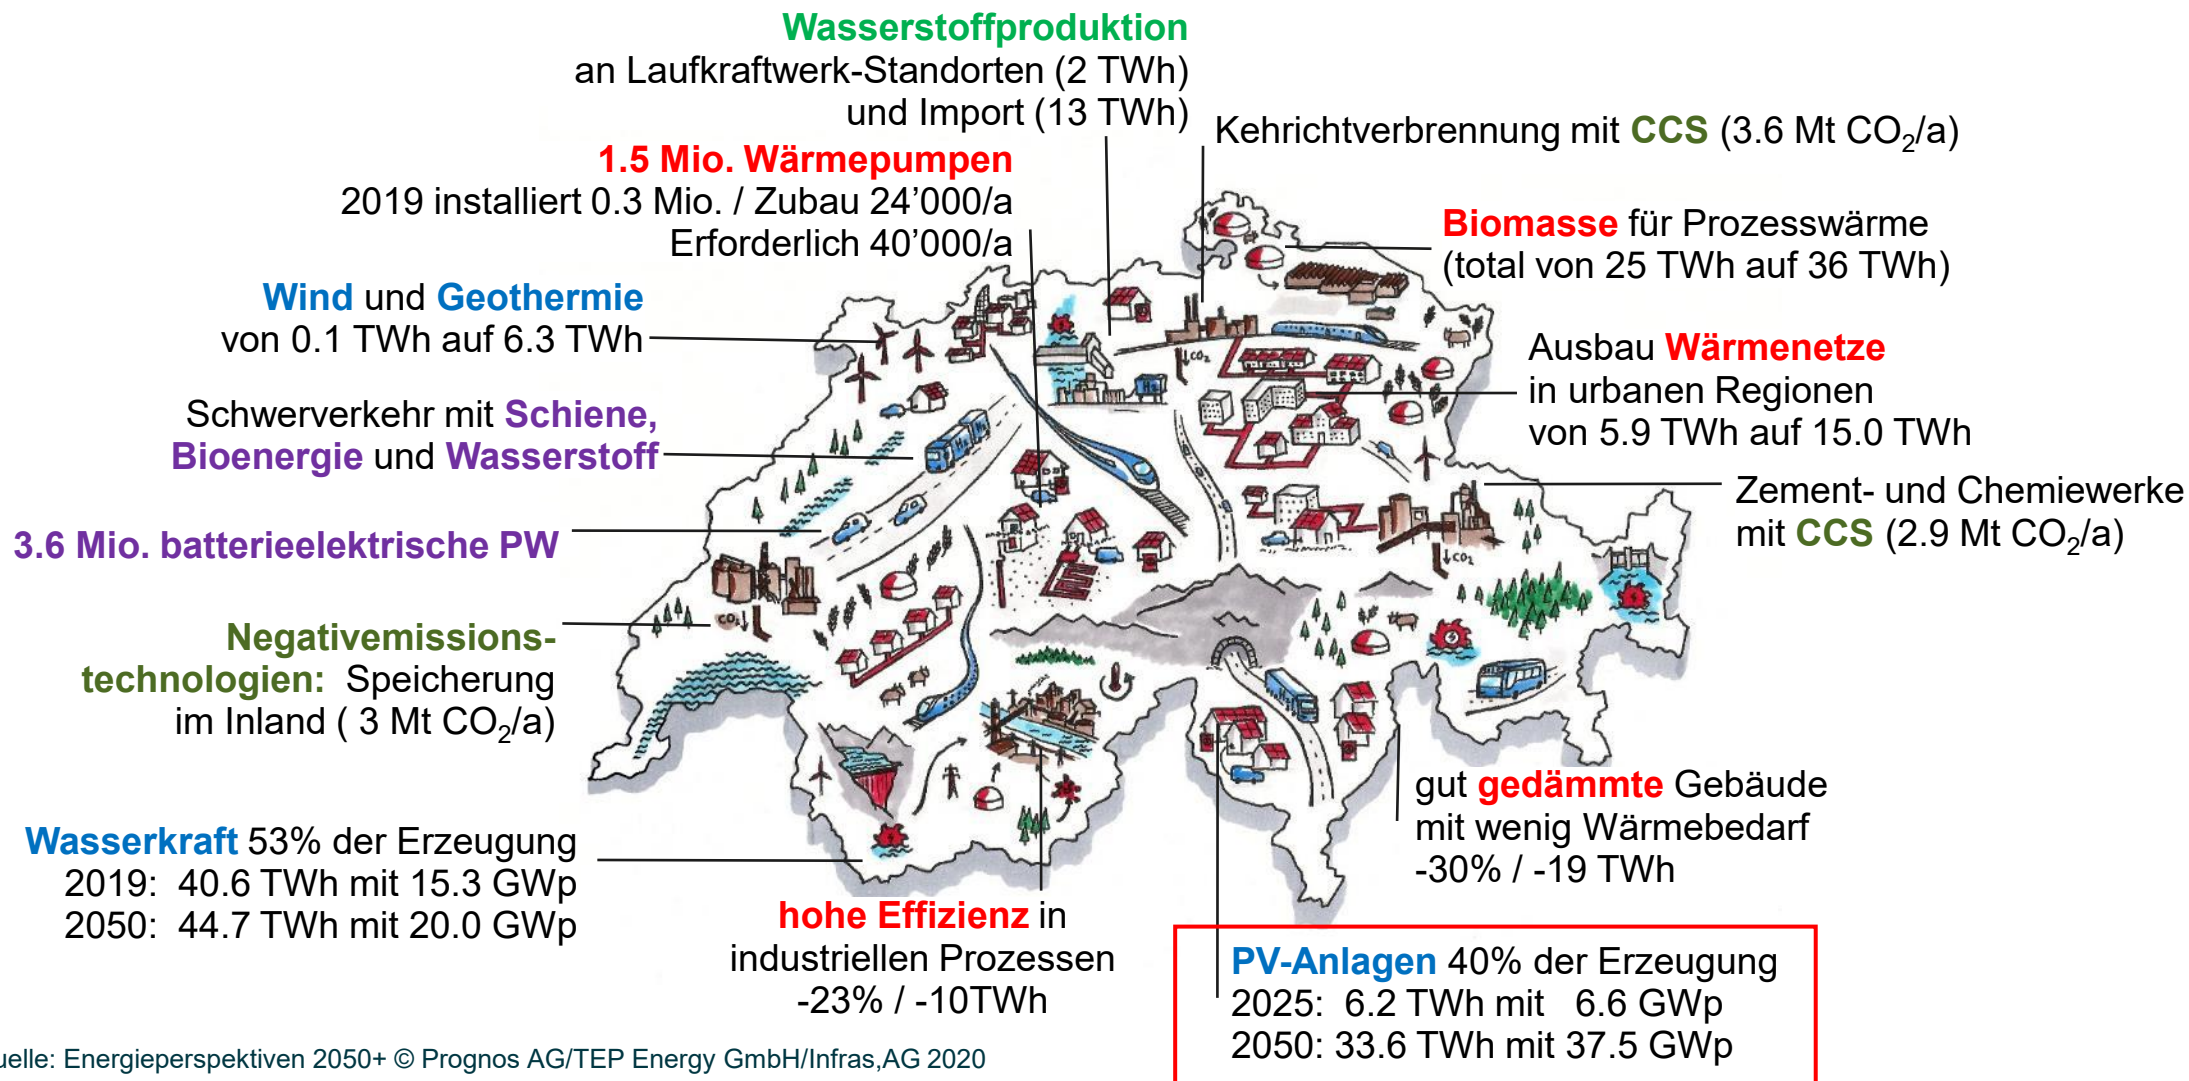 Wasserstoffproduktion
an Laufkraftwerk-Standorten (2 TWh)
und Import (13 TWh)
Kehrichtverbrennung mit CCS (3.6 Mt CO₂/a)
1.5 Mio. Wärmepumpen
2019 installiert 0.3 Mio. / Zubau 24’000/a
Erforderlich 40’000/a
Biomasse für Prozesswärme
(total von 25 TWh auf 36 TWh)
Wind und Geothermie
von 0.1 TWh auf 6.3 TWh
Ausbau Wärmenetze
in urbanen Regionen
von 5.9 TWh auf 15.0 TWh
Schwerverkehr mit Schiene,
Bioenergie und Wasserstoff
Zement- und Chemiewerke
mit CCS (2.9 Mt CO₂/a)
3.6 Mio. batterieelektrische PW
Negativemissions-
technologien: Speicherung
im Inland ( 3 Mt CO₂/a)
CO₂
H₂
H₂
H₂
CO₂
CO₂
gut gedämmte Gebäude
mit wenig Wärmebedarf
-30% / -19 TWh
Wasserkraft 53% der Erzeugung
2019: 40.6 TWh mit 15.3 GWp
2050: 44.7 TWh mit 20.0 GWp
hohe Effizienz in
industriellen Prozessen
-23% / -10TWh
PV-Anlagen 40% der Erzeugung
2025: 6.2 TWh mit 6.6 GWp
2050: 33.6 TWh mit 37.5 GWp
uelle: Energieperspektiven 2050+ © Prognos AG/TEP Energy GmbH/Infras,AG 2020